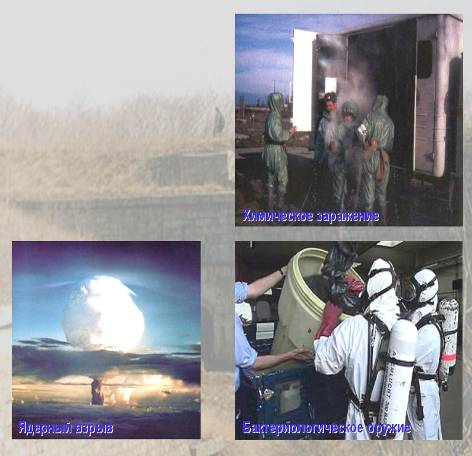 Химическое заражение
Ядерный взрыв
Бактериологическое оружие